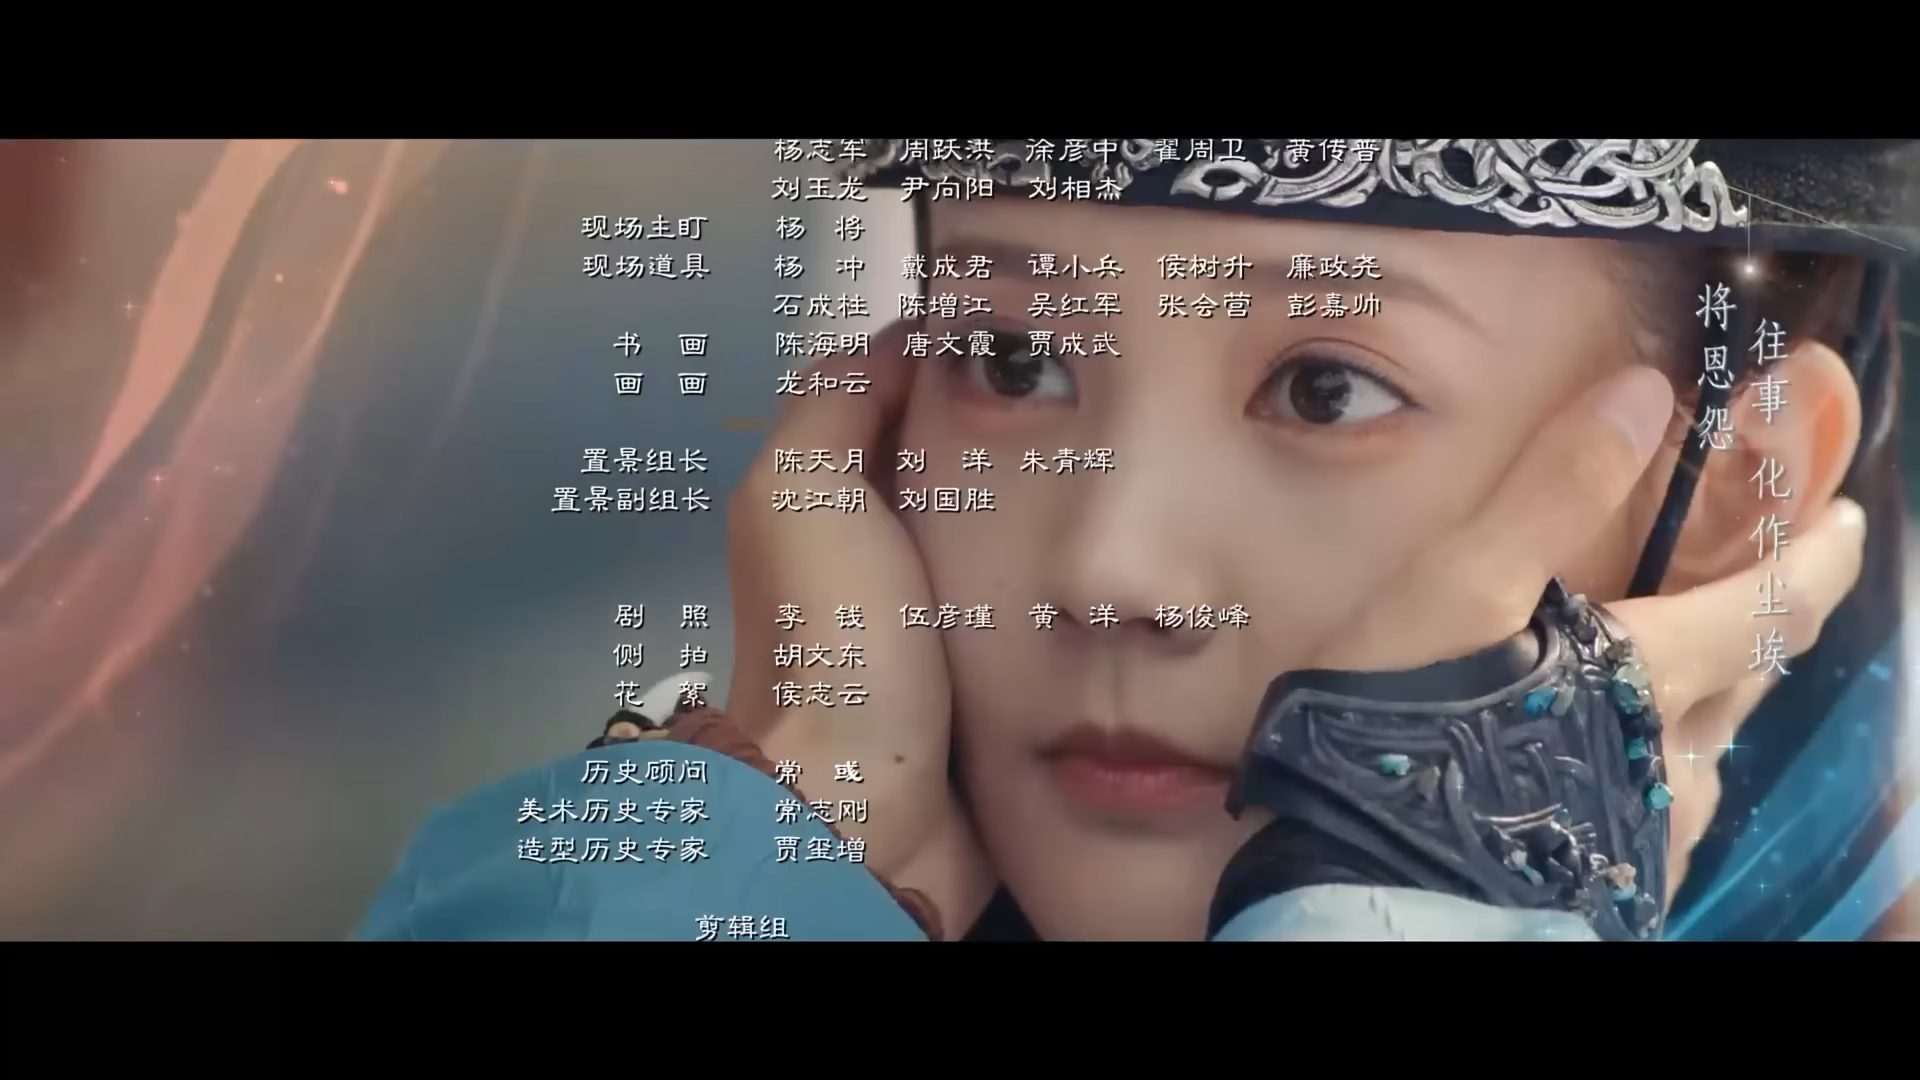 杨志军 周跃洪 徐彦中 翟周卫 黄传晋
刘玉龙 尹向阳 刘相杰
现场主盯 杨 将
现场道具 杨 冲 戴成君 谭小兵 侯树升 廉政尧
石成柱 陈增江 吴红军 张会营 彭嘉帅
书 画 陈海明 唐文霞 贾成武
画 画 龙和云
置景组长 陈天月 刘 洋 朱青辉
置景副组长 沈江朝 刘国胜
剧 照 李 钱 伍彦瑾 黄 洋 杨俊峰
侧 拍 胡文东
花 絮 侯志云
历史顾问 常 彧
美术历史专家 常志刚
造型历史专家 贾玺增
剪辑组
往事 化作尘埃
将恩怨